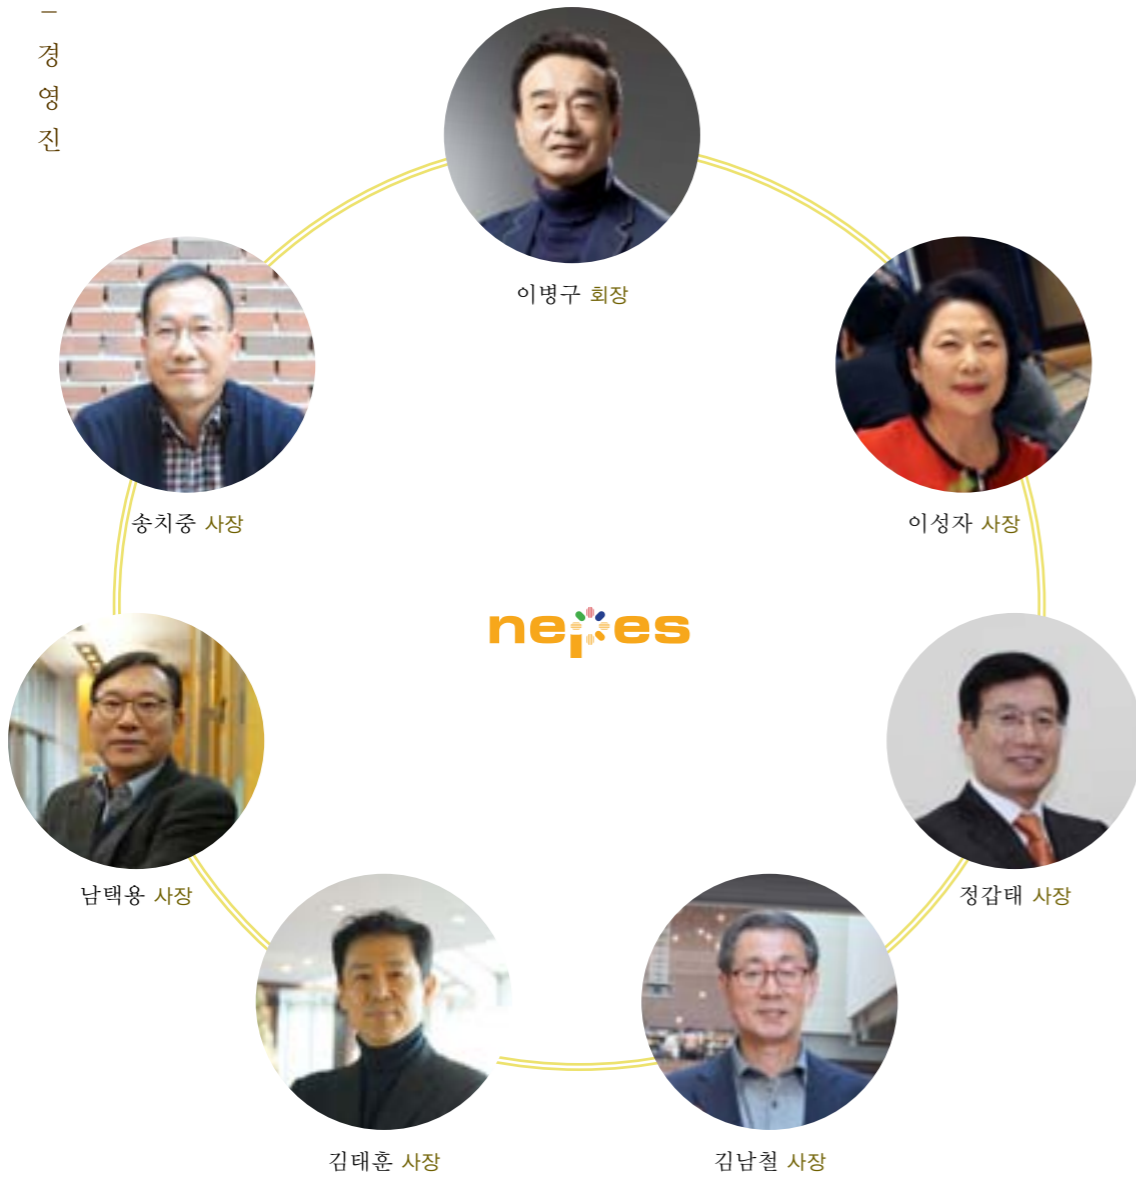 경영진
이병구 회장
송치중 사장
이성자 사장
nepes
남택용 사장
정갑태 사장
김태훈 사장
김남철 사장